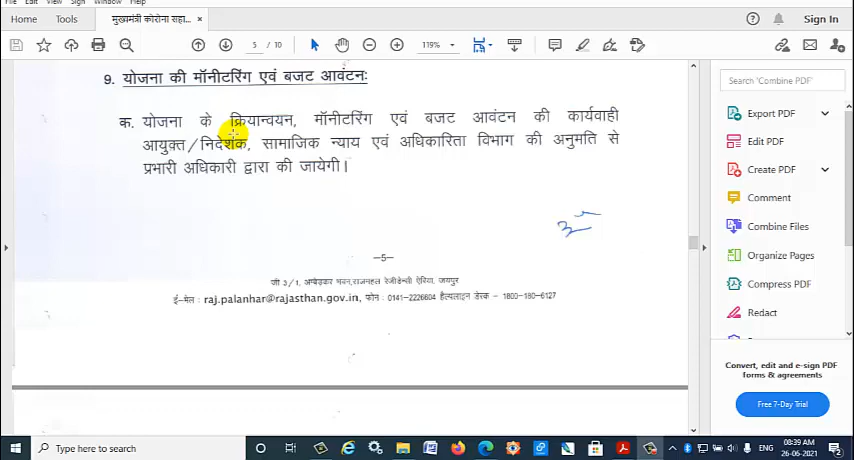 File Edit View Sign Window Help
Home
Tools
मुख्यमंत्री कोरोना सहा...
×
Sign In
5 / 10
119%
9. योजना की मॉनीटरिंग एवं बजट आवंटनः
क. योजना के क्रियान्वयन, मॉनीटरिंग एवं बजट आवंटन की कार्यवाही
आयुक्त/निदेशक, सामाजिक न्याय एवं अधिकारिता विभाग की अनुमति से
प्रभारी अधिकारी द्वारा की जायेगी।
—5—
जी 3/1, अम्बेडकर भवन,राजमहल रेजीडेन्सी ऐरिया, जयपुर
ई-मेल : raj.palanhar@rajasthan.gov.in, फोन : 0141-2226604 हैल्पलाइन डेस्क - 1800-180-6127
Search 'Combine PDF'
Export PDF
Edit PDF
Create PDF
Comment
Combine Files
Organize Pages
Compress PDF
Redact
Convert, edit and e-sign PDF
forms & agreements
Free 7-Day Trial
Type here to search
ENG
08:39 AM
26-06-2021
2